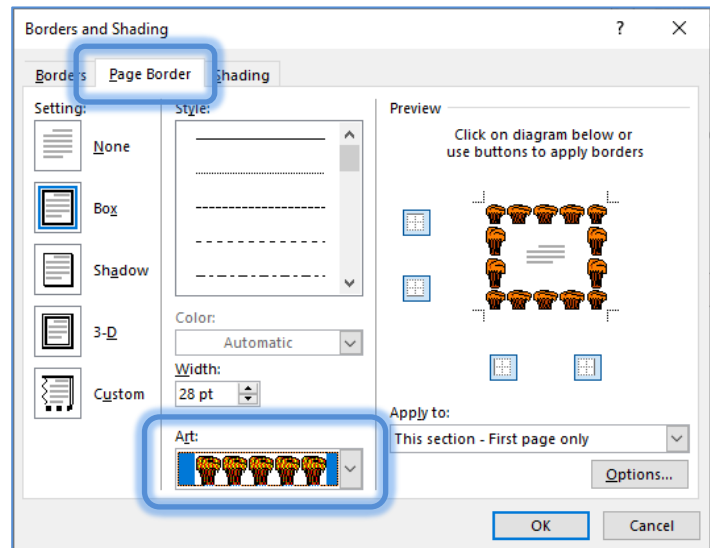 Borders and Shading ? ×
Borders Page Border Shading
Setting:
None
Box
Shadow
3-D
Custom
Style:
Color:
Automatic
Width:
28 pt
Art:
Preview
Click on diagram below or
use buttons to apply borders
Apply to:
This section - First page only
Options...
OK Cancel